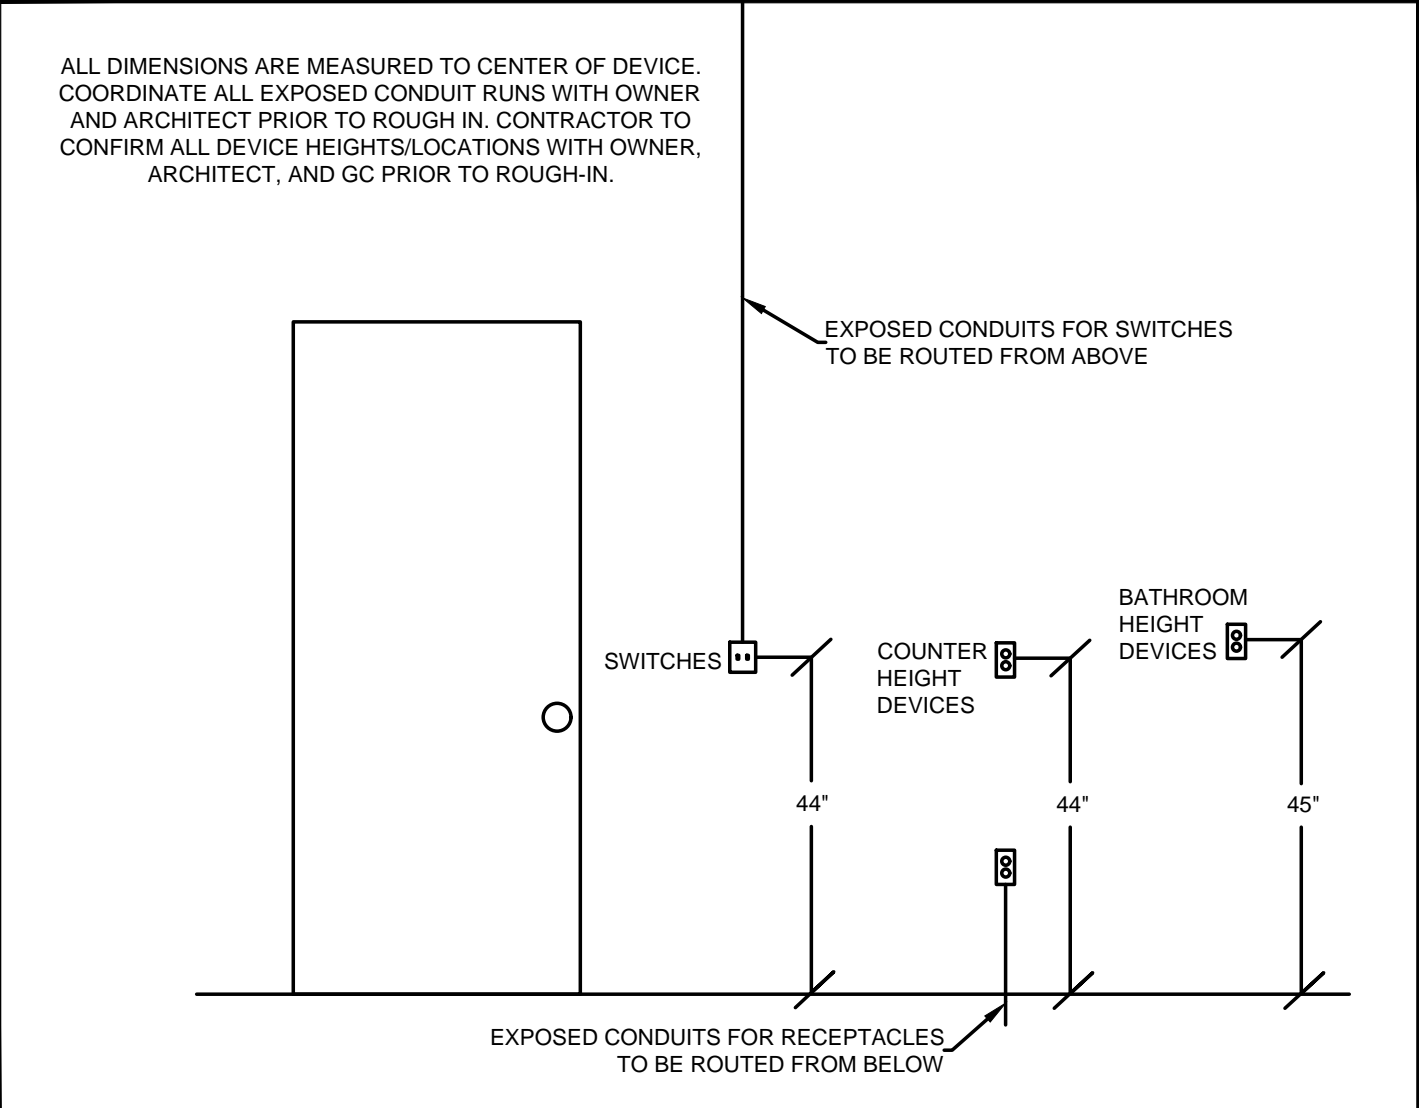 ALL DIMENSIONS ARE MEASURED TO CENTER OF DEVICE.
COORDINATE ALL EXPOSED CONDUIT RUNS WITH OWNER
AND ARCHITECT PRIOR TO ROUGH IN. CONTRACTOR TO
CONFIRM ALL DEVICE HEIGHTS/LOCATIONS WITH OWNER,
ARCHITECT, AND GC PRIOR TO ROUGH-IN.
EXPOSED CONDUITS FOR SWITCHES
TO BE ROUTED FROM ABOVE
SWITCHES
COUNTER
HEIGHT
DEVICES
BATHROOM
HEIGHT
DEVICES
44"
44"
45"
EXPOSED CONDUITS FOR RECEPTACLES
TO BE ROUTED FROM BELOW